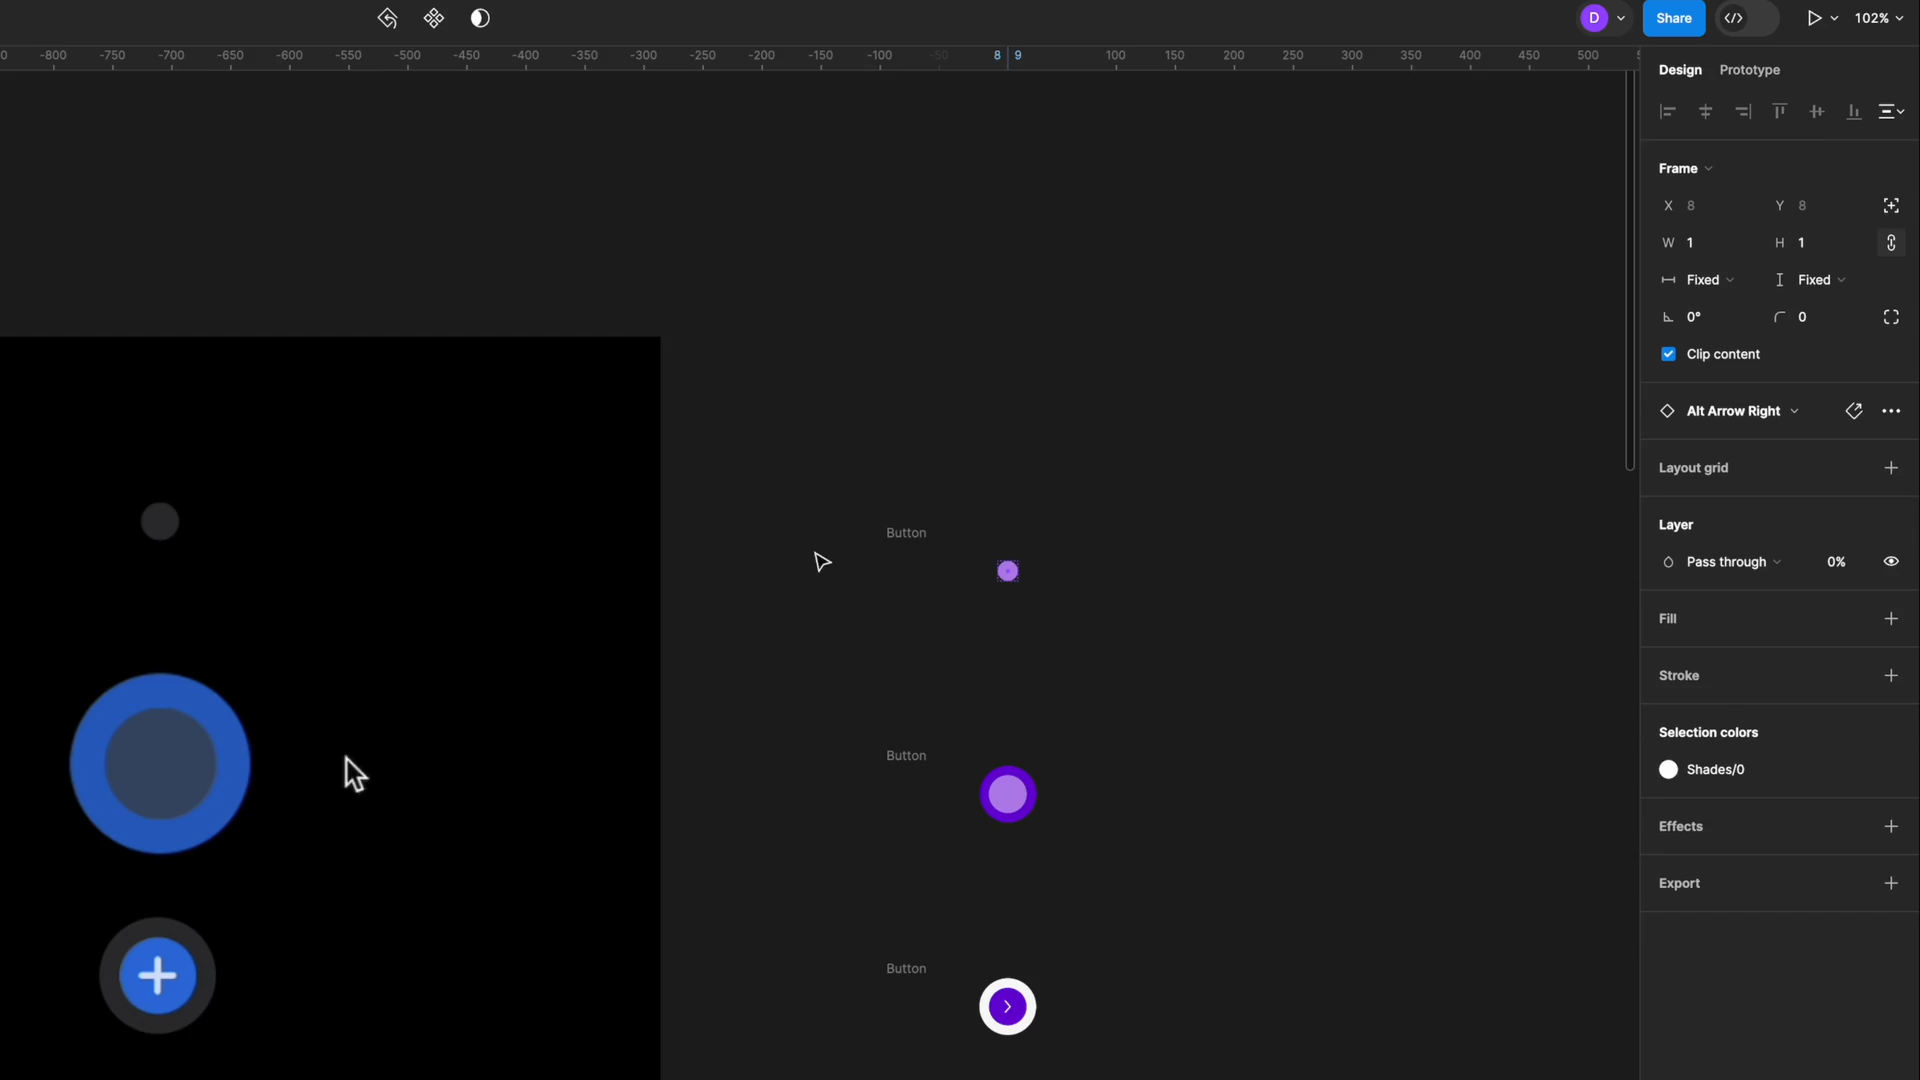 D
Share
102%
0 -750 -700 -650 -600 -550 -500 -450 -400 -350 -300 -250 -200 -150 -100 -50 8 9 100 150 200 250 300 350 400 450 500
Design Prototype
Frame
X 8 Y 8
W 1 H 1
Fixed Fixed
0° 0
Clip content
Alt Arrow Right
Layout grid
Layer
Pass through 0%
Fill
Stroke
Selection colors
Shades/0
Effects
Export
Button
Button
Button